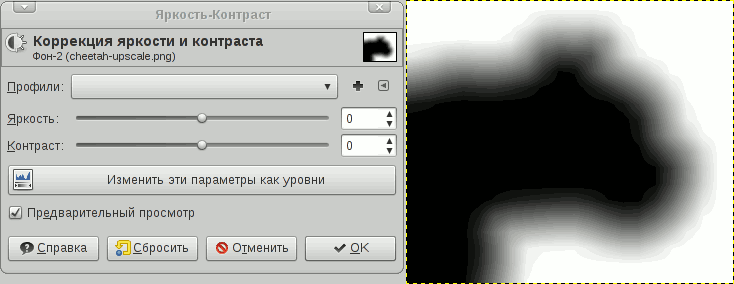 Яркость-Контраст
Коррекция яркости и контраста
Фон-2 (cheetah-upscale.png)
Профили:
Яркость: 0
Контраст: 0
Изменить эти параметры как уровни
Предварительный просмотр
Справка Сбросить Отменить OK